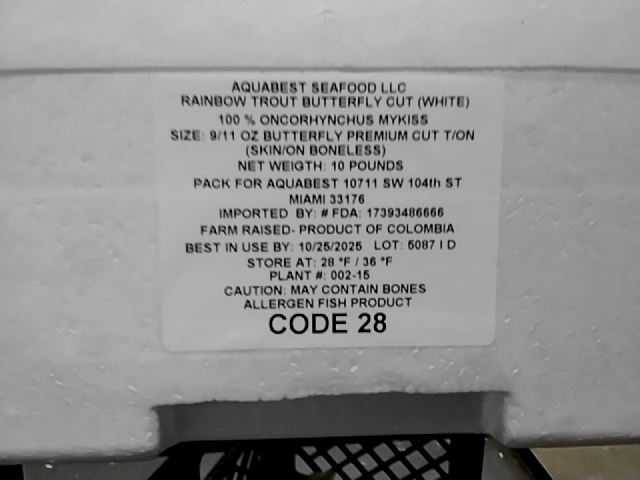 AQUABEST SEAFOOD LLC
RAINBOW TROUT BUTTERFLY CUT (WHITE)
100 % ONCORHYNCHUS MYKISS
SIZE: 9/11 OZ BUTTERFLY PREMIUM CUT T/ON
(SKIN/ON BONELESS)
NET WEIGTH: 10 POUNDS
PACK FOR AQUABEST 10711 SW 104th ST
MIAMI 33176
IMPORTED BY: # FDA: 17393486666
FARM RAISED- PRODUCT OF COLOMBIA
BEST IN USE BY: 10/25/2025 LOT: 5087 I D
STORE AT: 28 °F / 36 °F
PLANT #: 002-15
CAUTION: MAY CONTAIN BONES
ALLERGEN FISH PRODUCT
CODE 28